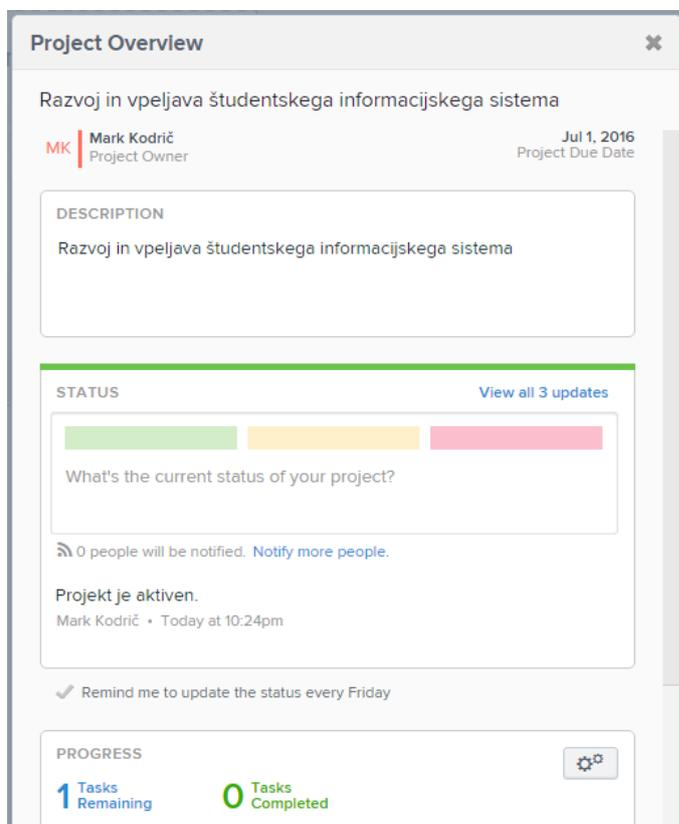 Project Overview
Razvoj in vpeljava študentskega informacijskega sistema
MK
Mark Kodrič
Project Owner
Jul 1, 2016
Project Due Date
DESCRIPTION
Razvoj in vpeljava študentskega informacijskega sistema
STATUS
View all 3 updates
What's the current status of your project?
0 people will be notified. Notify more people.
Projekt je aktiven.
Mark Kodrič • Today at 10:24pm
Remind me to update the status every Friday
PROGRESS
1 Tasks Remaining
0 Tasks Completed